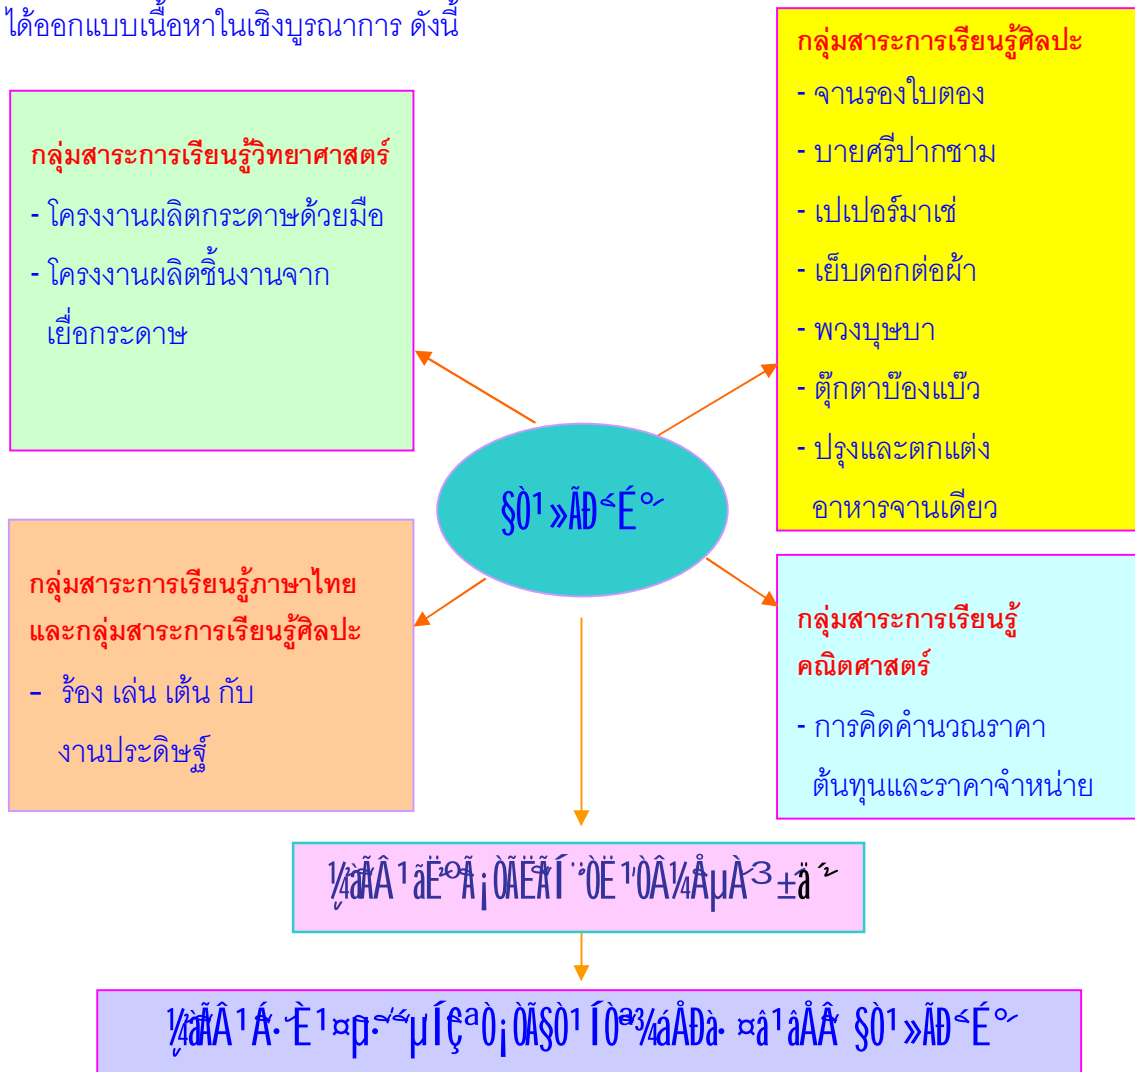 ได้ออกแบบเนื้อหาในเชิงบูรณาการ ดังนี้
กลุ่มสาระการเรียนรู้วิทยาศาสตร์
- โครงงานผลิตกระดาษด้วยมือ
- โครงงานผลิตชิ้นงานจาก
เยื่อกระดาษ
กลุ่มสาระการเรียนรู้ศิลปะ
- จานรองใบตอง
- บายศรีปากชาม
- เปเปอร์มาเช่
- เย็บดอกต่อผ้า
- พวงบุษบา
- ตุ๊กตาบ๊องแบ๊ว
- ปรุงและตกแต่ง
อาหารจานเดียว
กลุ่มสาระการเรียนรู้ภาษาไทย
และกลุ่มสาระการเรียนรู้ศิลปะ
- ร้อง เล่น เต้น กับ
งานประดิษฐ์
กลุ่มสาระการเรียนรู้
คณิตศาสตร์
- การคิดคำนวณราคา
ต้นทุนและราคาจำหน่าย